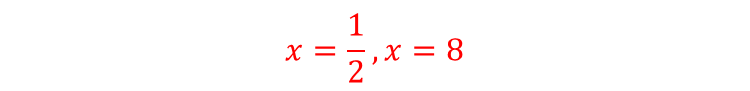 x = 1/2, x = 8